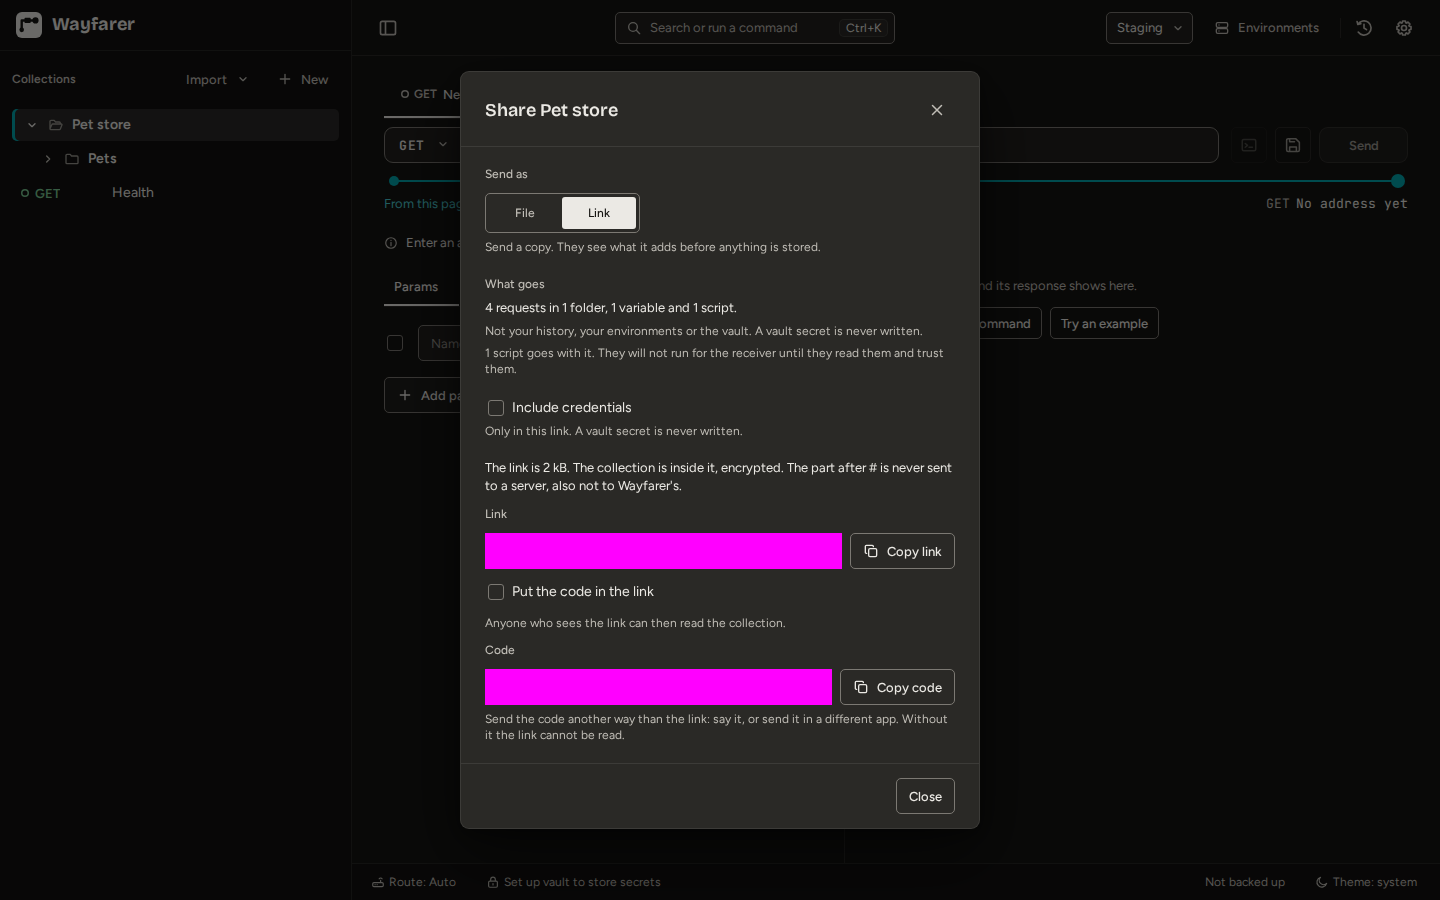 Wayfarer
Search or run a command
Ctrl+K
Staging
Environments
Collections
Import
New
Pet store
Pets
GET
Health
GET
GET
Send
From this
GET No address yet
Enter an
Params
its response shows here.
Try an example
Share Pet store
Send as
File
Link
Send a copy. They see what it adds before anything is stored.
What goes
4 requests in 1 folder, 1 variable and 1 script.
Not your history, your environments or the vault. A vault secret is never written.
1 script goes with it. They will not run for the receiver until they read them and trust
them.
Include credentials
Only in this link. A vault secret is never written.
The link is 2 kB. The collection is inside it, encrypted. The part after # is never sent
to a server, also not to Wayfarer's.
Link
Copy link
Put the code in the link
Anyone who sees the link can then read the collection.
Code
Copy code
Send the code another way than the link: say it, or send it in a different app. Without
it the link cannot be read.
Close
Add
Route: Auto
Set up vault to store secrets
Not backed up
Theme: system